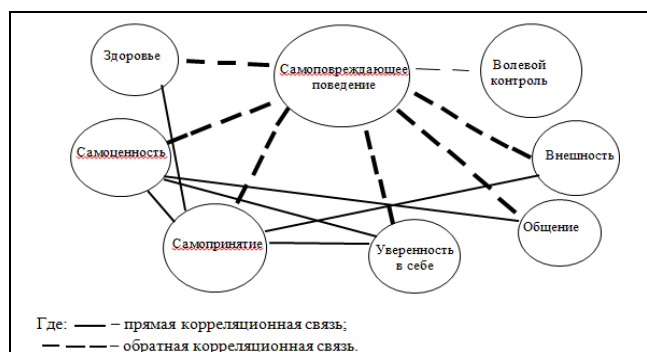 Здоровье
Самоповреждающее
поведение
Волевой
контроль
Самоценность
Внешность
Самопринятие
Уверенность
в себе
Общение
Где: —— – прямая корреляционная связь;
— — – обратная корреляционная связь.